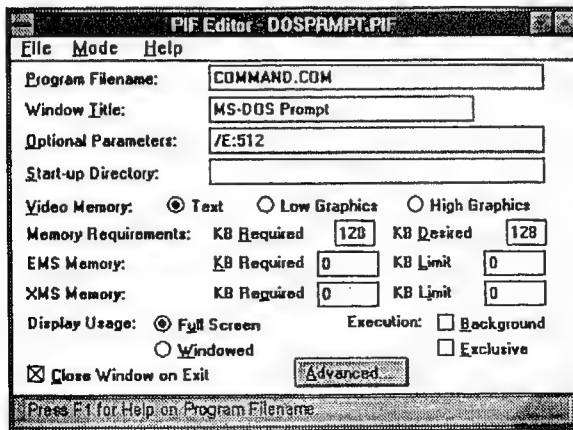 PIF Editor - DOSPRMPT.PIF
File Mode Help
Program Filename: COMMAND.COM
Window Title: MS-DOS Prompt
Optional Parameters: /E:512
Start-up Directory:
Video Memory: Text Low Graphics High Graphics
Memory Requirements: KB Required 128 KB Desired 128
EMS Memory: KB Required 0 KB Limit 0
XMS Memory: KB Required 0 KB Limit 0
Display Usage: Full Screen Execution: Background
Windowed Exclusive
Close Window on Exit Advanced...
Press F1 for Help on Program Filename